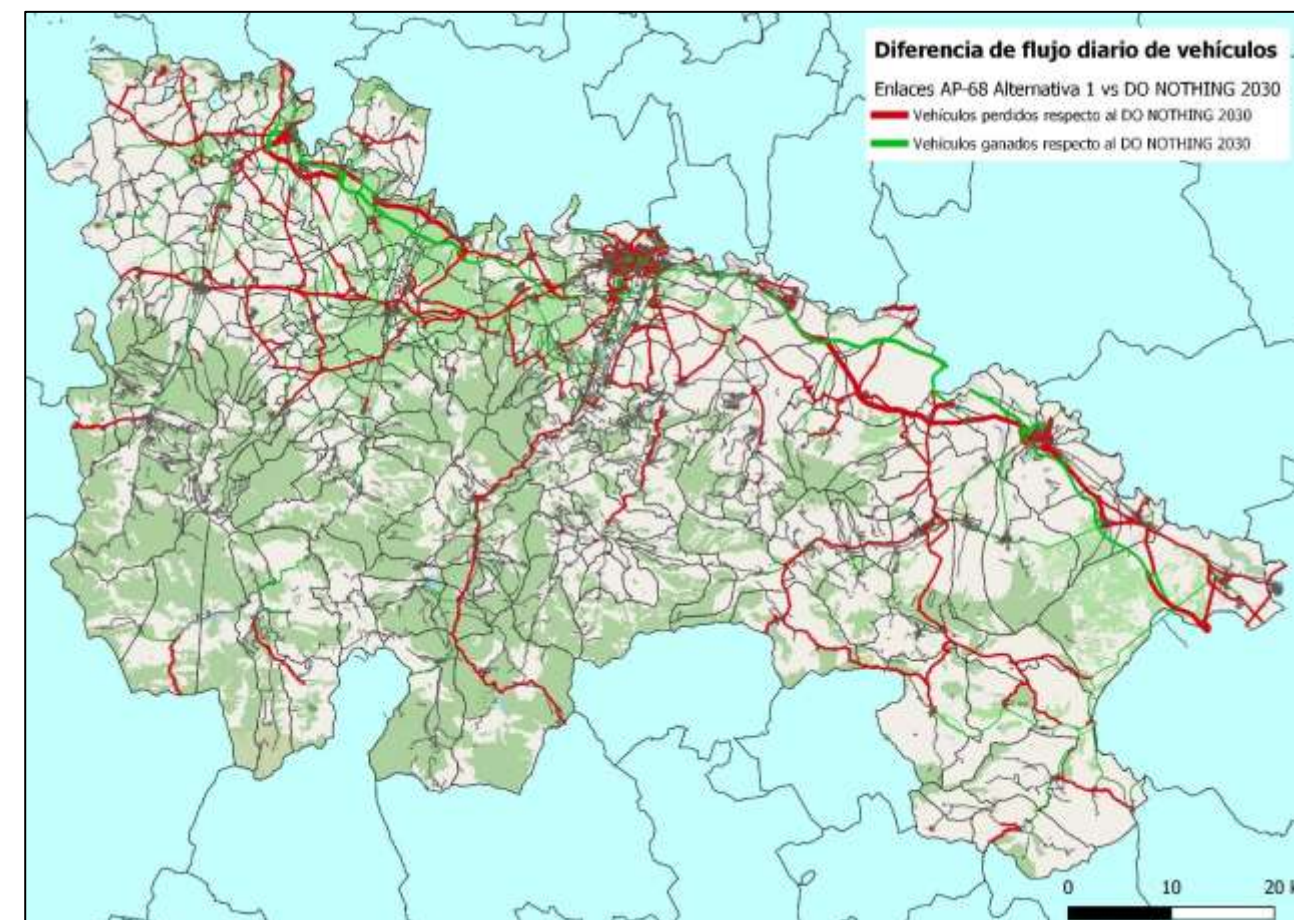 Diferencia de flujo diario de vehículos
Enlaces AP-68 Alternativa 1 vs DO NOTHING 2030
Vehículos perdidos respecto al DO NOTHING 2030
Vehículos ganados respecto al DO NOTHING 2030
0 10 20 k